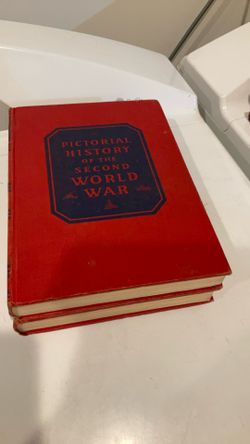 PICTORIAL
HISTORY
OF THE
SECOND
WORLD
WAR